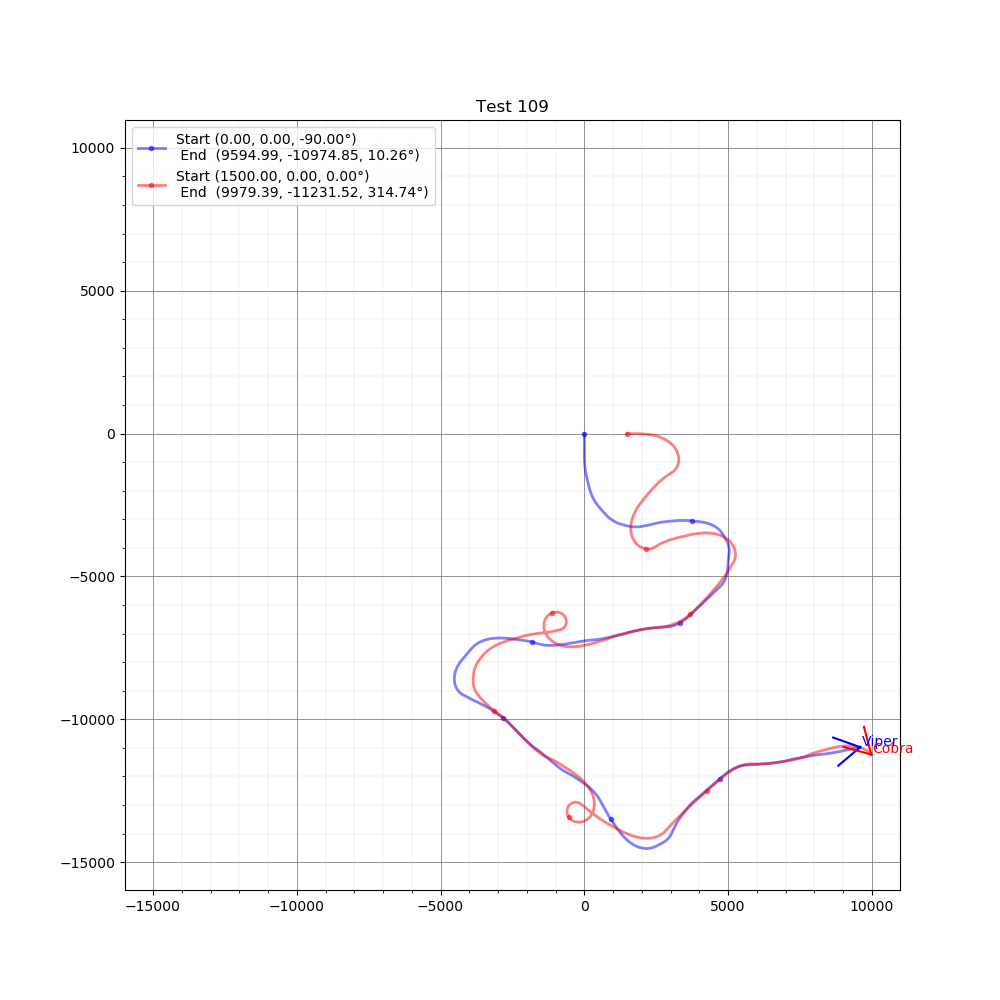 Test 109
Start (0.00, 0.00, -90.00°)
End (9594.99, -10974.85, 10.26°)
Start (1500.00, 0.00, 0.00°)
End (9979.39, -11231.52, 314.74°)
10000
5000
0
−5000
−10000
−15000
Viper
Cobra
−15000 −10000 −5000 0 5000 10000